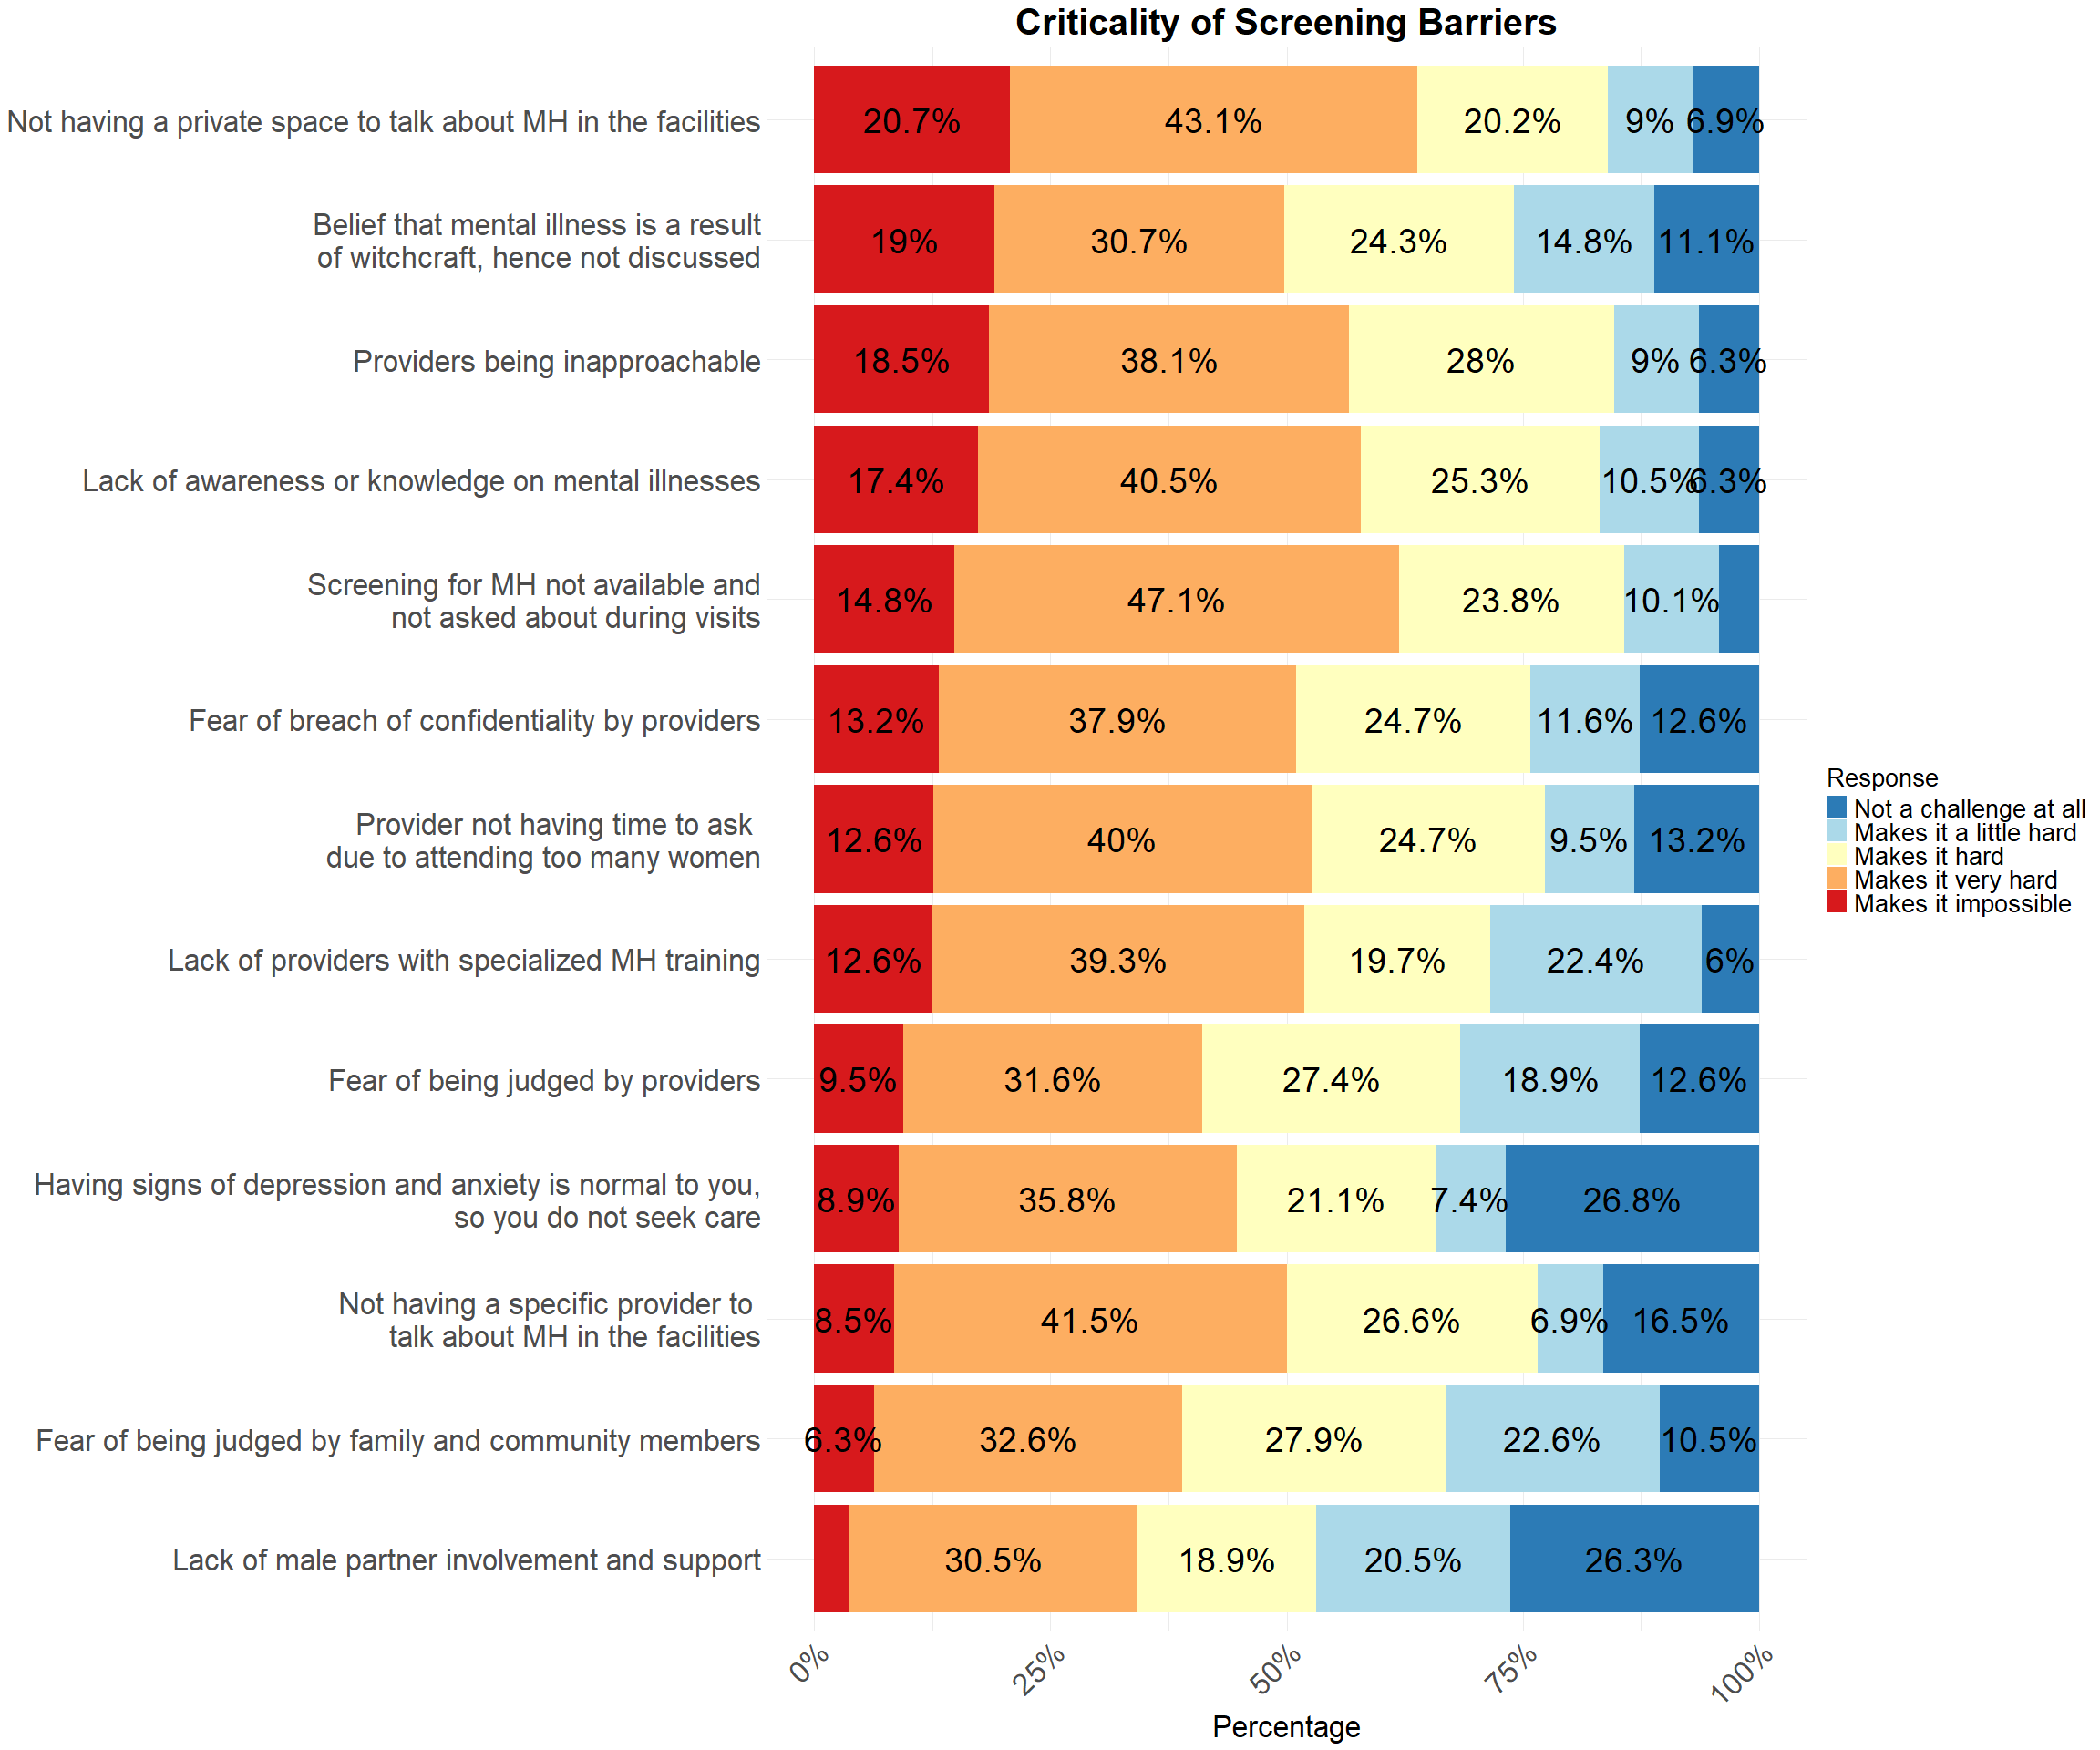 Criticality of Screening Barriers
Not having a private space to talk about MH in the facilities
20.7% 43.1% 20.2% 9% 6.9%
Belief that mental illness is a result
of witchcraft, hence not discussed
19% 30.7% 24.3% 14.8% 11.1%
Providers being inapproachable
18.5% 38.1% 28% 9% 6.3%
Lack of awareness or knowledge on mental illnesses
17.4% 40.5% 25.3% 10.5% 6.3%
Screening for MH not available and
not asked about during visits
14.8% 47.1% 23.8% 10.1%
Fear of breach of confidentiality by providers
13.2% 37.9% 24.7% 11.6% 12.6%
Provider not having time to ask
due to attending too many women
12.6% 40% 24.7% 9.5% 13.2%
Lack of providers with specialized MH training
12.6% 39.3% 19.7% 22.4% 6%
Fear of being judged by providers
9.5% 31.6% 27.4% 18.9% 12.6%
Having signs of depression and anxiety is normal to you,
so you do not seek care
8.9% 35.8% 21.1% 7.4% 26.8%
Not having a specific provider to
talk about MH in the facilities
8.5% 41.5% 26.6% 6.9% 16.5%
Fear of being judged by family and community members
6.3% 32.6% 27.9% 22.6% 10.5%
Lack of male partner involvement and support
30.5% 18.9% 20.5% 26.3%
0% 25% 50% 75% 100%
Percentage
Response
Not a challenge at all
Makes it a little hard
Makes it hard
Makes it very hard
Makes it impossible